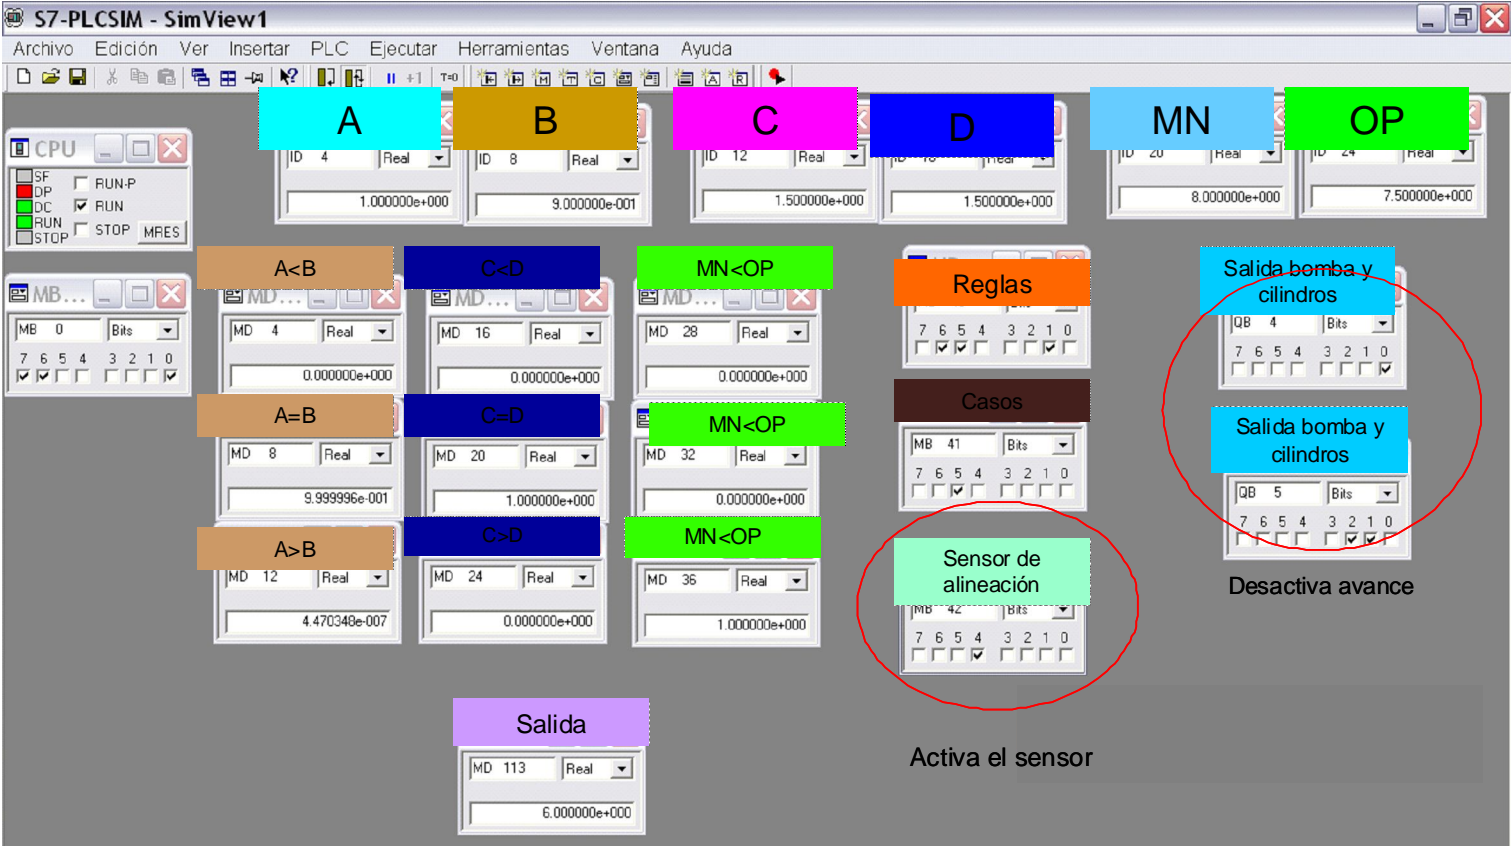 S7-PLCSIM - SimView1
Archivo Edición Ver Insertar PLC Ejecutar Herramientas Ventana Ayuda
+1 T=0
A B C D MN OP
CPU
SF
DP
DC
RUN
STOP
RUN-P
RUN
STOP MRES
ID 4 Real
1.000000e+000
ID 8 Real
9.000000e-001
ID 12 Real
1.500000e+000
Real
1.500000e+000
ID 20 Real
8.000000e+000
ID 24 Real
7.500000e+000
MB...
MB 0 Bits
7 6 5 4 3 2 1 0
A<B
MD...
MD 4 Real
0.000000e+000
C<D
MD...
MD 16 Real
0.000000e+000
MN<OP
MD...
MD 28 Real
0.000000e+000
Reglas
7 6 5 4 3 2 1 0
Salida bomba y
cilindros
QB 4 Bits
7 6 5 4 3 2 1 0
A=B
MD 8 Real
9.999996e-001
C=D
MD 20 Real
1.000000e+000
MN<OP
MD 32 Real
0.000000e+000
Casos
MB 41 Bits
7 6 5 4 3 2 1 0
Salida bomba y
cilindros
QB 5 Bits
7 6 5 4 3 2 1 0
Desactiva avance
A>B
MD 12 Real
4.470348e-007
C>D
MD 24 Real
0.000000e+000
MN<OP
MD 36 Real
1.000000e+000
Sensor de
alineación
MB 42 Bits
7 6 5 4 3 2 1 0
Activa el sensor
Salida
MD 113 Real
6.000000e+000